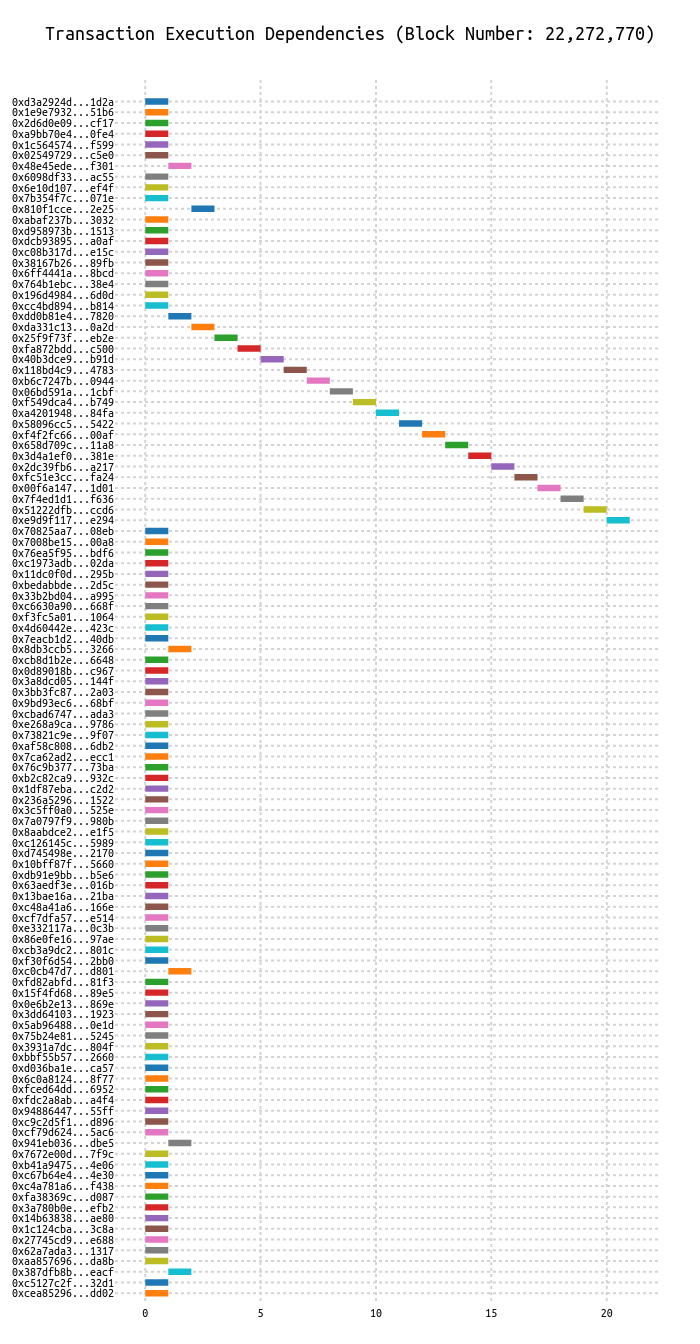 Transaction Execution Dependencies (Block Number: 22,272,770)
0xd3a2924d...1d2a
0x1e9e7932...51b6
0x2d6d0e09...cf17
0xa9bb70e4...0fe4
0x1c564574...f599
0x02549729...c5e0
0x48e45ede...f301
0x6098df33...ac55
0x6e10d107...ef4f
0x7b354f7c...071e
0x810f1cce...2e25
0xabaf237b...3032
0xd958973b...1513
0xdcb93895...a0af
0xc08b317d...e15c
0x38167b26...89fb
0x6ff4441a...8bcd
0x764b1ebc...38e4
0x196d4984...6d0d
0xcc4bd894...b814
0xdd0b81e4...7820
0xda331c13...0a2d
0x25f9f73f...eb2e
0xfa872bdd...c500
0x40b3dce9...b91d
0x118bd4c9...4783
0xb6c7247b...0944
0x06bd591a...1cbf
0xf549dca4...b749
0xa4201948...84fa
0x58096cc5...5422
0xf4f2fc66...00af
0x658d709c...11a8
0x3d4a1ef0...381e
0x2dc39fb6...a217
0xfc51e3cc...fa24
0x00f6a147...1d01
0x7f4ed1d1...f636
0x51222dfb...ccd6
0xe9d9f117...e294
0x70825aa7...08eb
0x7008be15...00a8
0x76ea5f95...bdf6
0xc1973adb...02da
0x11dc0f0d...295b
0xbedabbde...2d5c
0x33b2bd04...a995
0xc6630a90...668f
0xf3fc5a01...1064
0x4d60442e...423c
0x7eacb1d2...40db
0x8db3ccb5...3266
0xcb8d1b2e...6648
0x0d89018b...c967
0x3a8dcd05...144f
0x3bb3fc87...2a03
0x9bd93ec6...68bf
0xcbad6747...ada3
0xe268a9ca...9786
0x73821c9e...9f07
0xaf58c808...6db2
0x7ca62ad2...ecc1
0x76c9b377...73ba
0xb2c82ca9...932c
0x1df87eba...c2d2
0x236a5296...1522
0x3c5ff0a0...525e
0x7a0797f9...980b
0x8aabdce2...e1f5
0xc126145c...5989
0xd745498e...2170
0x10bff87f...5660
0xdb91e9bb...b5e6
0x63aedf3e...016b
0x13bae16a...21ba
0xc48a41a6...166e
0xcf7dfa57...e514
0xe332117a...0c3b
0x86e0fe16...97ae
0xcb3a9dc2...801c
0xf30f6d54...2bb0
0xc0cb47d7...d801
0xfd82abfd...81f3
0x15f4fd68...89e5
0x0e6b2e13...869e
0x3dd64103...1923
0x5ab96488...0e1d
0x75b24e81...5245
0x3931a7dc...804f
0xbbf55b57...2660
0xd036ba1e...ca57
0x6c0a8124...8f77
0xfced64dd...6952
0xfdc2a8ab...a4f4
0x94886447...55ff
0xc9c2d5f1...d896
0xcf79d624...5ac6
0x941eb036...dbe5
0x7672e00d...7f9c
0xb41a9475...4e06
0xc67b64e4...4e30
0xc4a781a6...f438
0xfa38369c...d087
0x3a780b0e...efb2
0x14b63838...ae80
0x1c124cba...3c8a
0x27745cd9...e688
0x62a7ada3...1317
0xaa857696...da8b
0x387dfb8b...eacf
0xc5127c2f...32d1
0xcea85296...dd02
0 5 10 15 20